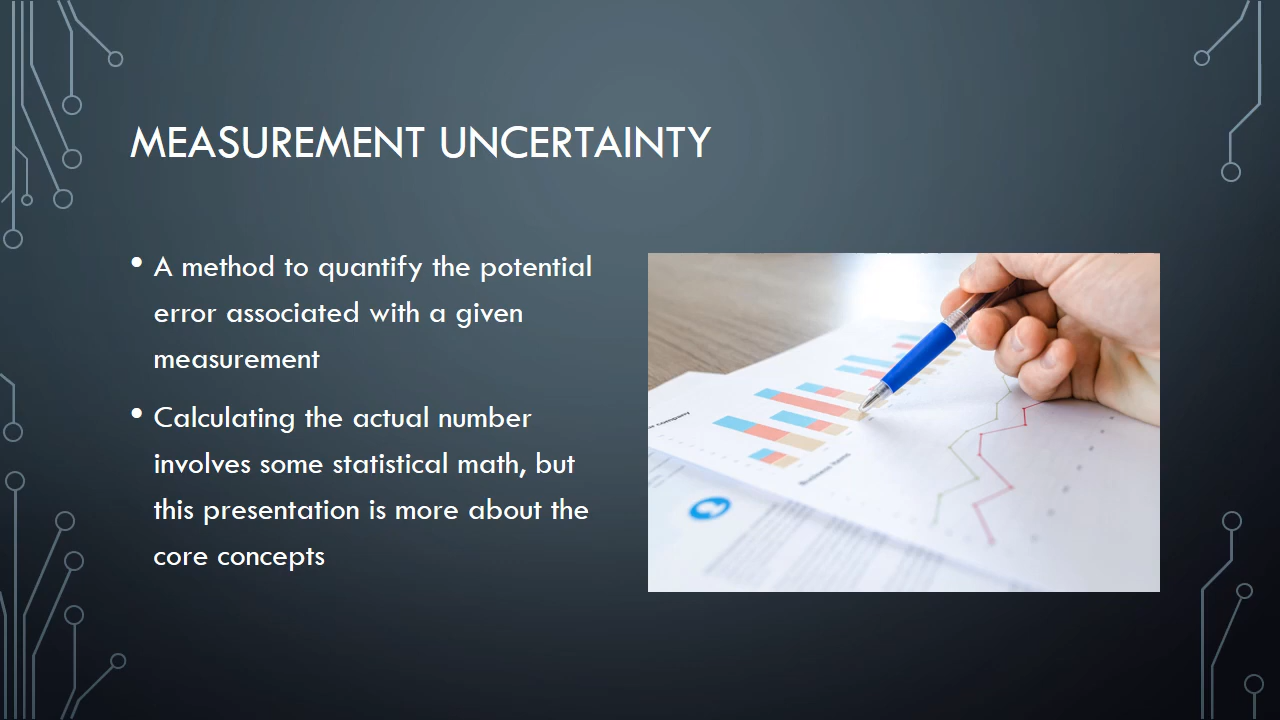 MEASUREMENT UNCERTAINTY
• A method to quantify the potential
error associated with a given
measurement
• Calculating the actual number
involves some statistical math, but
this presentation is more about the
core concepts